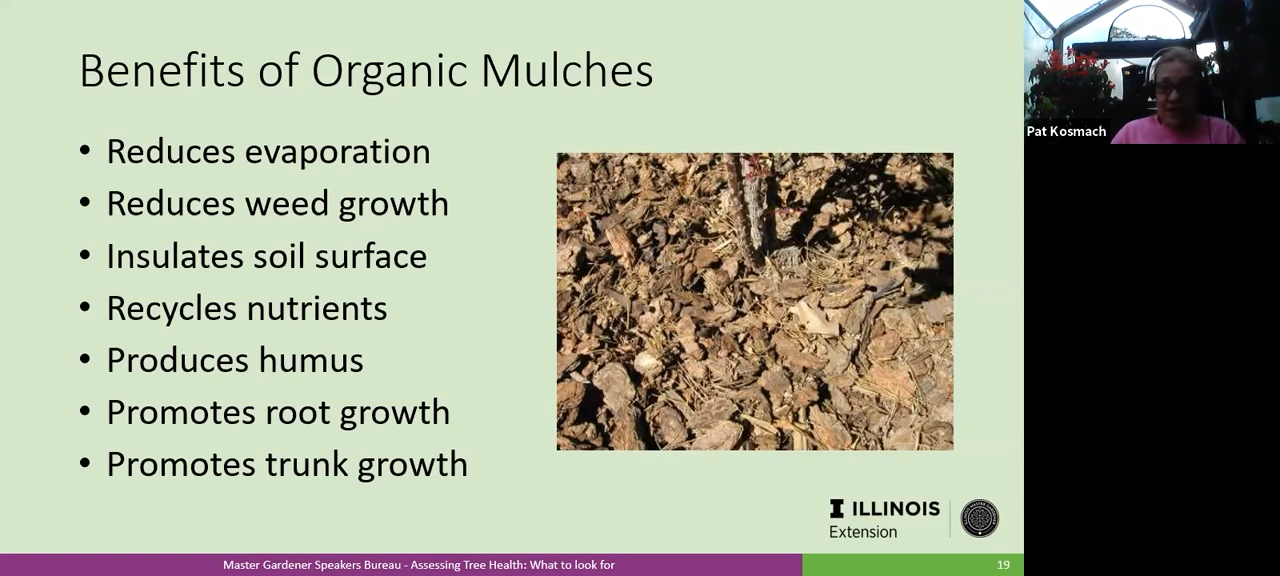 Benefits of Organic Mulches
• Reduces evaporation
• Reduces weed growth
• Insulates soil surface
• Recycles nutrients
• Produces humus
• Promotes root growth
• Promotes trunk growth
Pat Kosmach
ILLINOIS
Extension
Master Gardener Speakers Bureau - Assessing Tree Health: What to look for
19